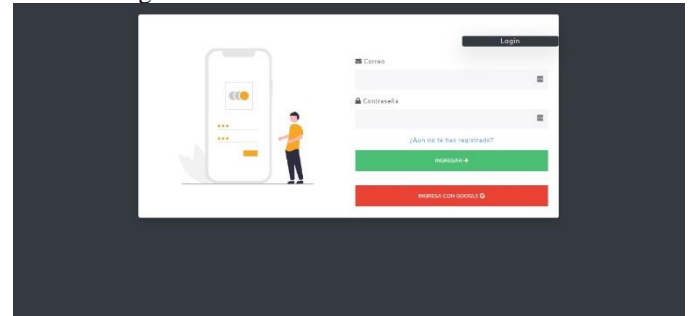 Login
Correo
Contraseña
¿Aun no te has registrado?
INGRESAR
INGRESA CON GOOGLE G